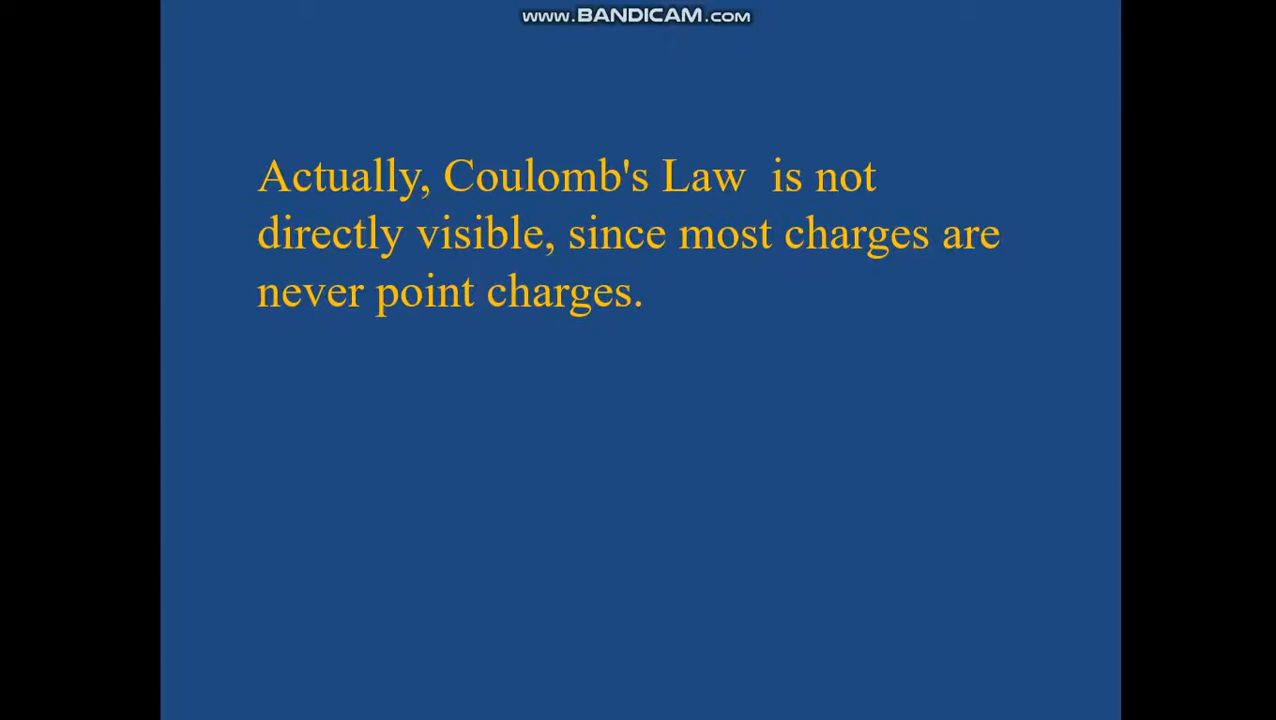 www.BANDICAM.com
Actually, Coulomb's Law  is not
directly visible, since most charges are
never point charges.